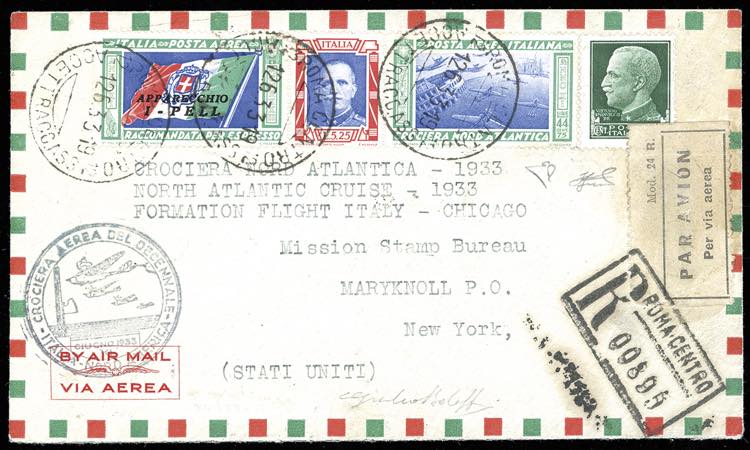 ITALIA POSTA AEREA
APPARECCHIO
I - PELL
RACCOMANDATA PER ESPRESSO
ITALIA
L 5,25
POSTA AEREA ITALIANA
CROCIERA NORD ATLANTICA
CROCIERA NORD ATLANTICA - 1933
NORTH ATLANTIC CRUISE - 1933
FORMATION FLIGHT ITALY - CHICAGO
Mission Stamp Bureau
MARYKNOLL P.O.
New York,
(STATI UNITI)
CROCIERA AEREA DEL DECENNALE
GIUGNO 1933
BY AIR MAIL
VIA AEREA
Mod. 24 R.
PAR AVION
Per via aerea
R
ROMA CENTRO